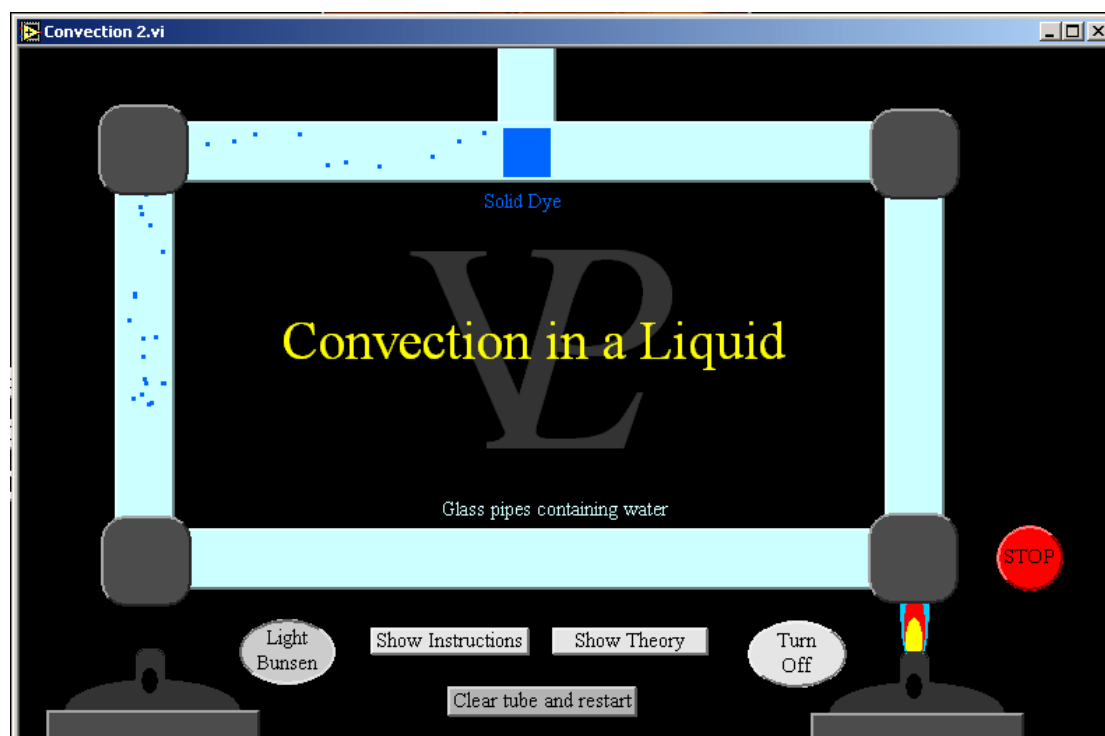 Convection 2.vi
Solid Dye
VPL
Convection in a Liquid
Glass pipes containing water
STOP
Light
Bunsen
Show Instructions
Show Theory
Turn
Off
Clear tube and restart